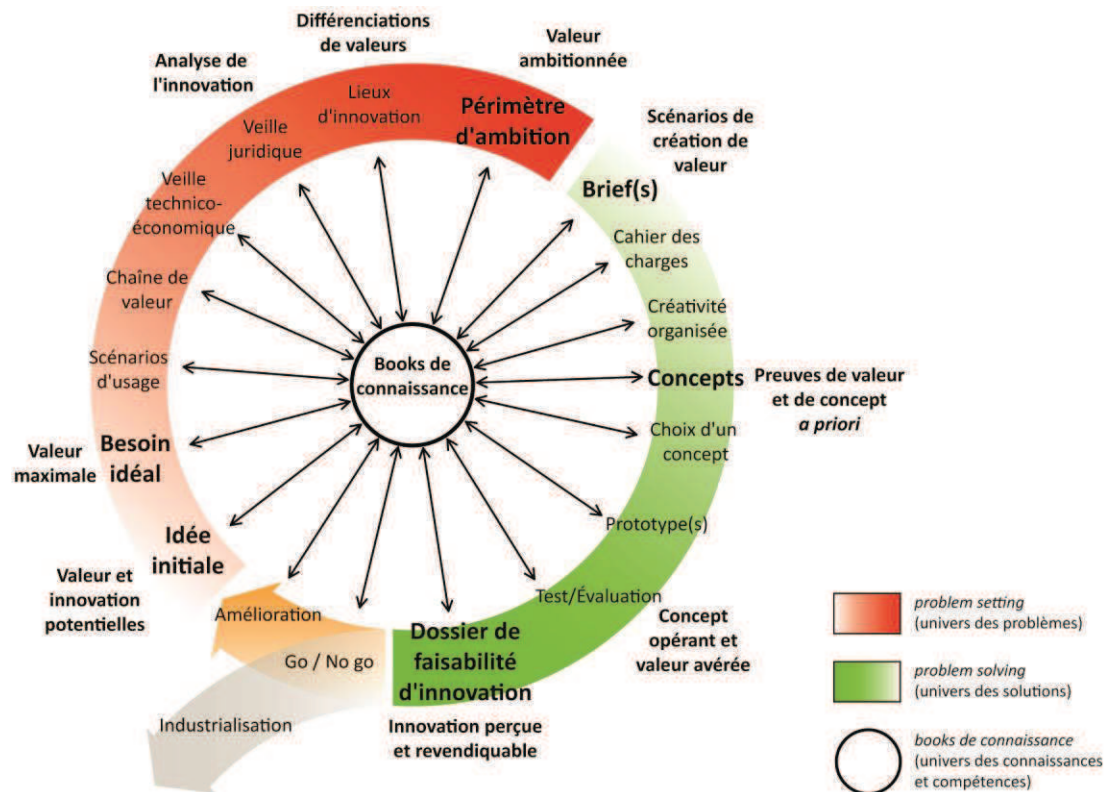 Différenciations
de valeurs
Valeur
ambitionnée
Analyse de
l'innovation
Scénarios de
création de
valeur
Lieux
d'innovation
Périmètre
d'ambition
Veille
juridique
Veille
technico-
économique
Chaîne de
valeur
Scénarios
d'usage
Besoin
idéal
Valeur
maximale
Idée
initiale
Valeur et
innovation
potentielles
Books de
connaissance
Brief(s)
Cahier des
charges
Créativité
organisée
Concepts
Preuves de valeur
et de concept
a priori
Choix d'un
concept
Prototype(s)
Test/Évaluation
Concept
opérant et
valeur avérée
Dossier de
faisabilité
d'innovation
Innovation perçue
et revendiquable
Amélioration
Go / No go
Industrialisation
problem setting
(univers des problèmes)
problem solving
(univers des solutions)
books de connaissance
(univers des connaissances
et compétences)